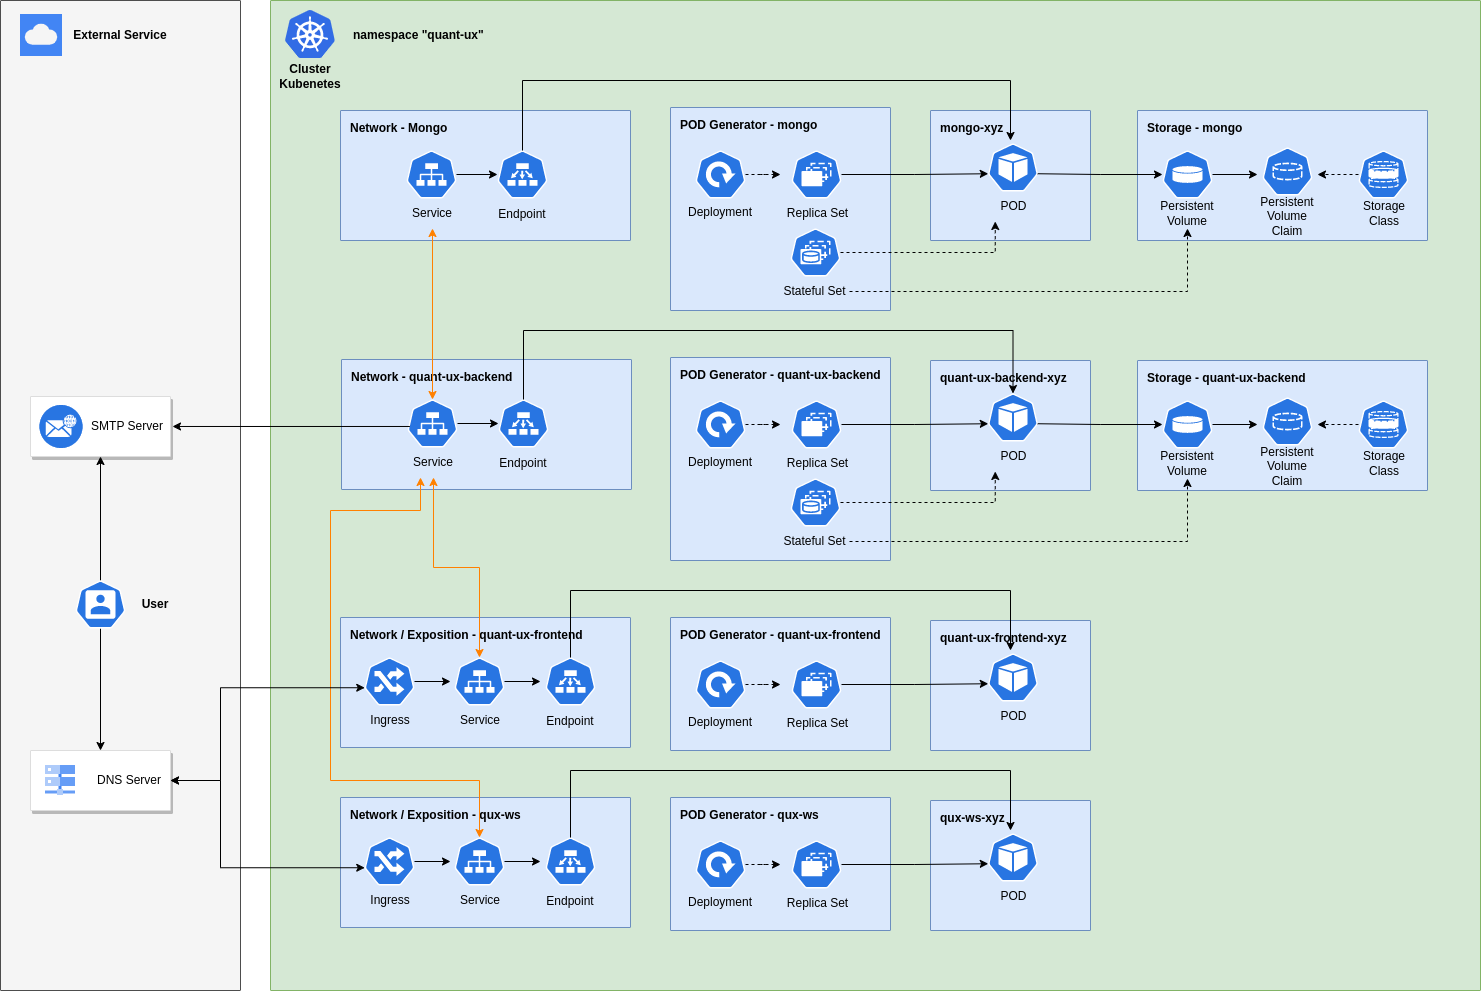 External Service
namespace "quant-ux"
Cluster
Kubenetes
Network - Mongo
Service
Endpoint
POD Generator - mongo
Deployment
Replica Set
Stateful Set
mongo-xyz
POD
Storage - mongo
Persistent
Volume
Persistent
Volume
Claim
Storage
Class
Network - quant-ux-backend
Service
Endpoint
POD Generator - quant-ux-backend
Deployment
Replica Set
Stateful Set
quant-ux-backend-xyz
POD
Storage - quant-ux-backend
Persistent
Volume
Persistent
Volume
Claim
Storage
Class
SMTP Server
User
DNS Server
Network / Exposition - quant-ux-frontend
Ingress
Service
Endpoint
POD Generator - quant-ux-frontend
Deployment
Replica Set
quant-ux-frontend-xyz
POD
Network / Exposition - qux-ws
Ingress
Service
Endpoint
POD Generator - qux-ws
Deployment
Replica Set
qux-ws-xyz
POD